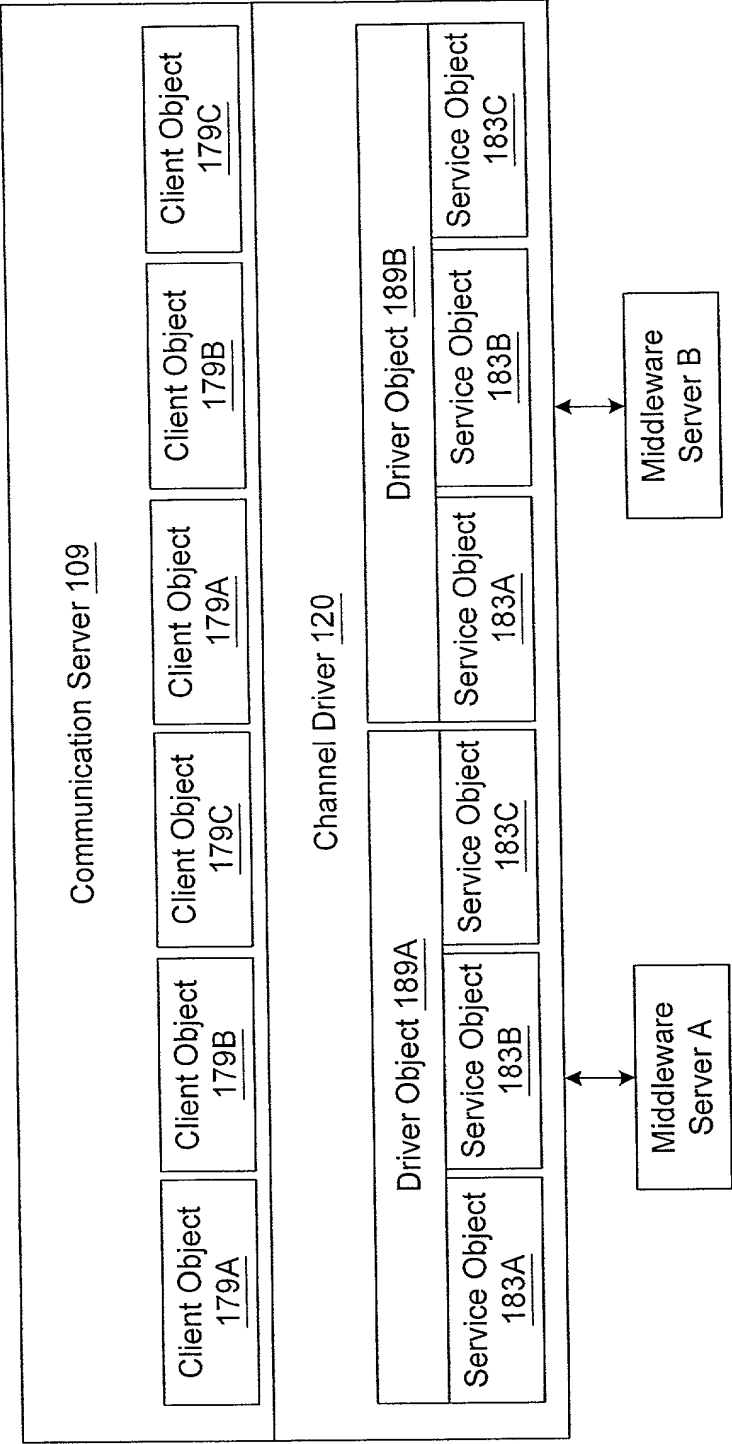 Communication Server 109
Client Object
179A
Client Object
179B
Client Object
179C
Client Object
179A
Client Object
179B
Client Object
179C
Channel Driver 120
Driver Object 189A
Service Object
183A
Service Object
183B
Service Object
183C
Driver Object 189B
Service Object
183A
Service Object
183B
Service Object
183C
Middleware
Server A
Middleware
Server B